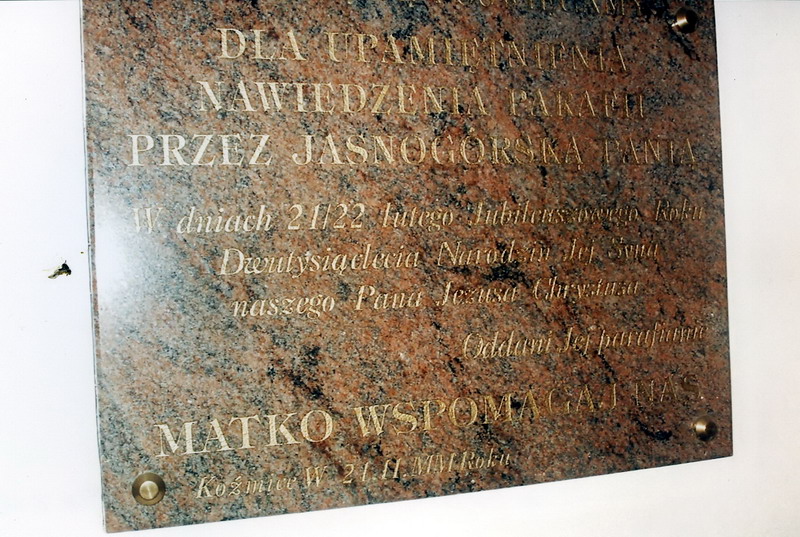 DLA UPAMIĘTNIENIA
NAWIEDZENIA PARAFII
PRZEZ JASNOGÓRSKĄ PANIĄ
W dniach 21/22 lutego Jubileuszowego Roku
Dwutysiąclecia Narodzin Jej Syna
naszego Pana Jezusa Chrystusa
Oddani Jej parafianie
MATKO WSPOMAGAJ NAS
Koźmice W. 21.II.MM Roku